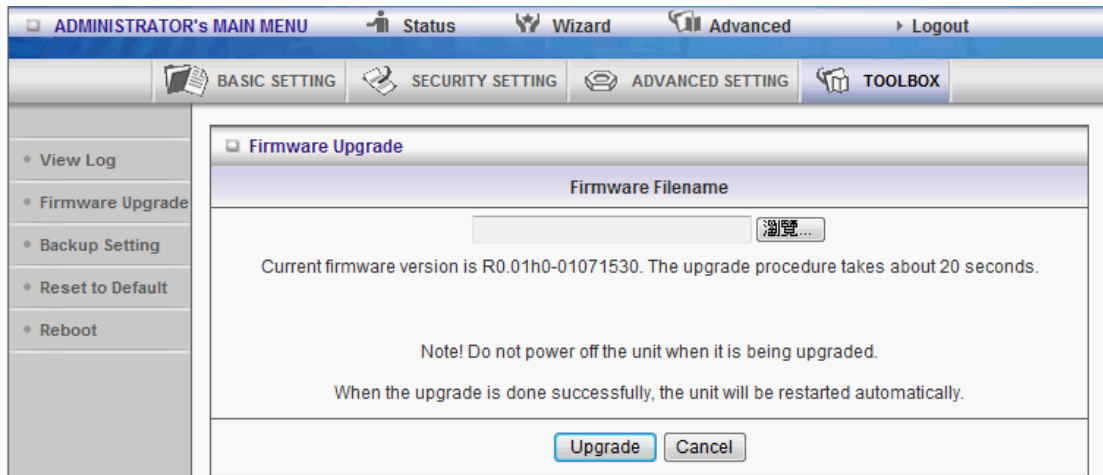 ADMINISTRATOR's MAIN MENU Status Wizard Advanced Logout
BASIC SETTING SECURITY SETTING ADVANCED SETTING TOOLBOX
View Log
Firmware Upgrade
Backup Setting
Reset to Default
Reboot
Firmware Upgrade
Firmware Filename
瀏覽...
Current firmware version is R0.01h0-01071530. The upgrade procedure takes about 20 seconds.
Note! Do not power off the unit when it is being upgraded.
When the upgrade is done successfully, the unit will be restarted automatically.
Upgrade Cancel